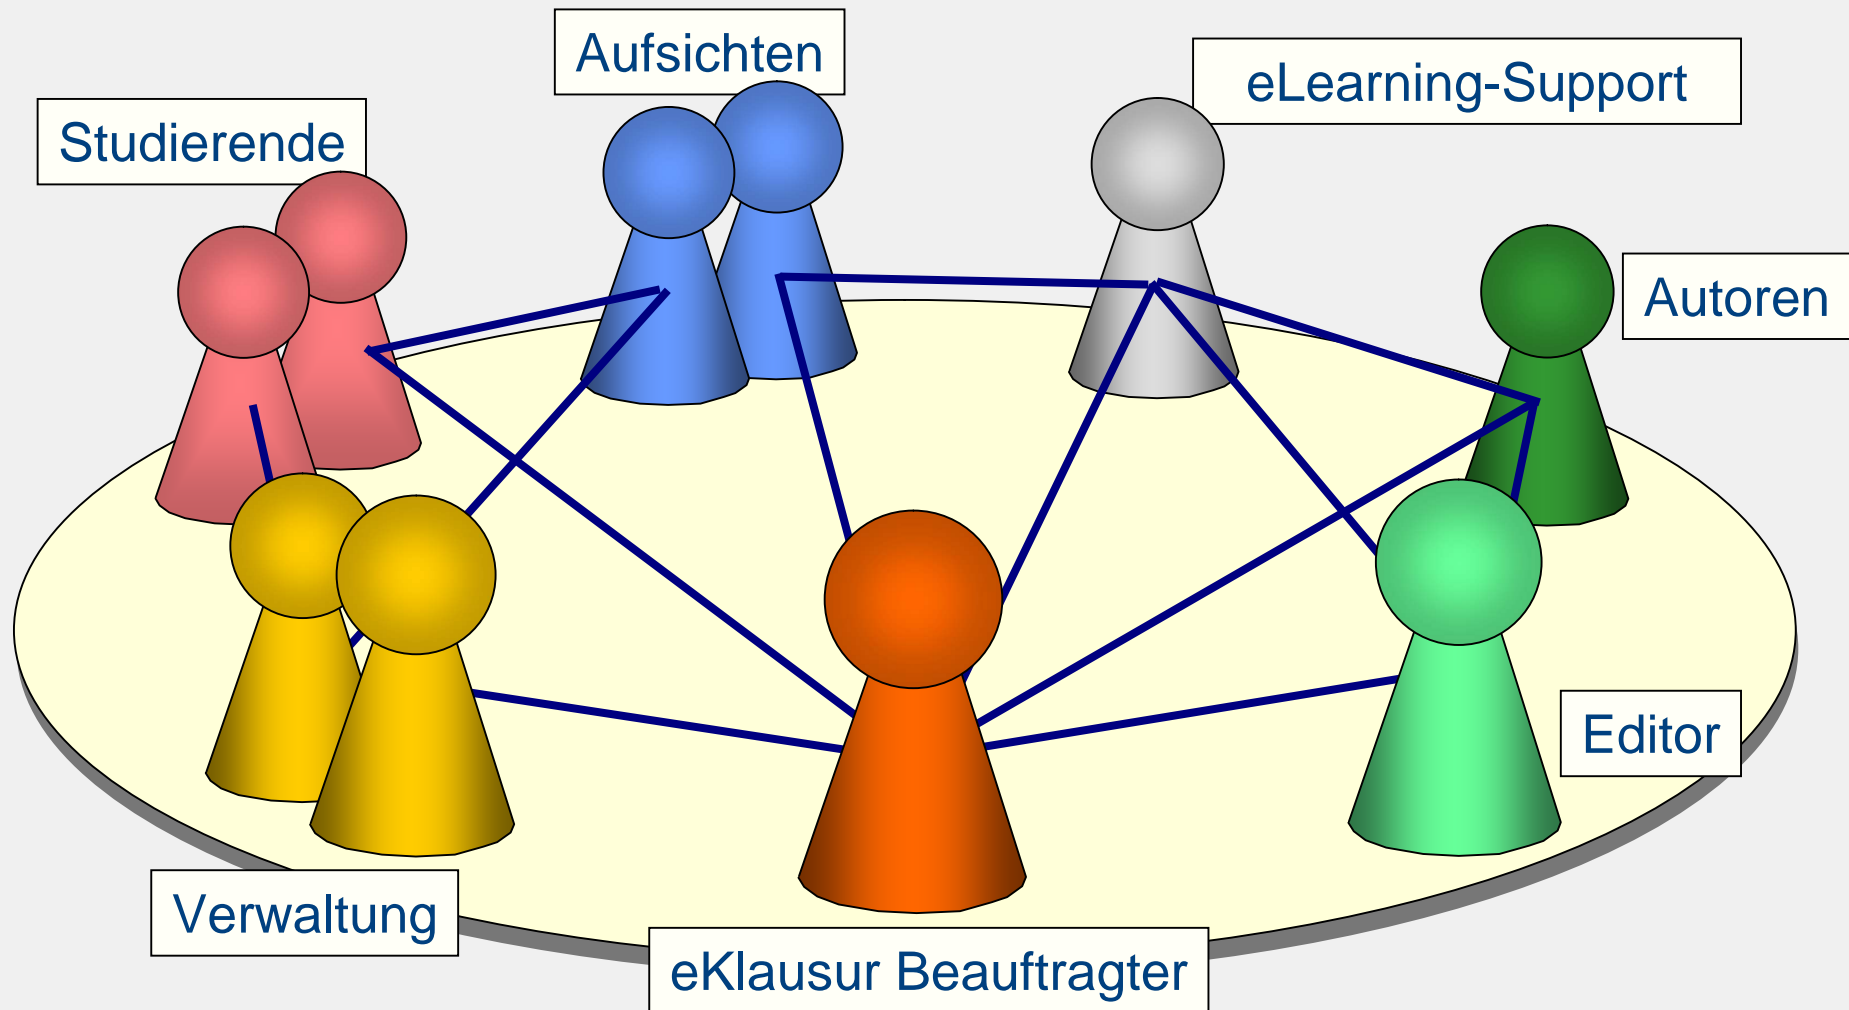 Aufsichten
eLearning-Support
Studierende
Autoren
Editor
Verwaltung
eKlausur Beauftragter